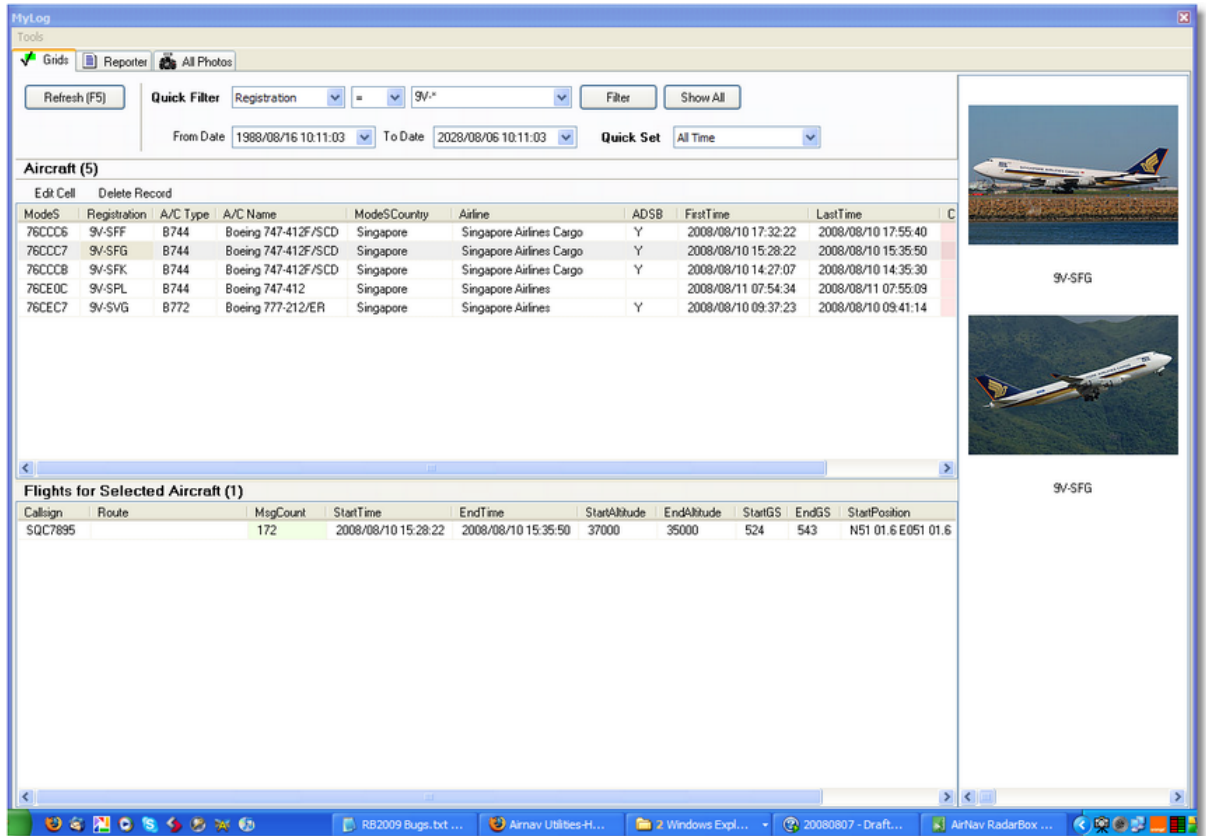 MyLog
Tools
Grids Reporter All Photos
Refresh (F5) Quick Filter Registration = 9V-* Filter Show All
From Date 1988/08/16 10:11:03 To Date 2028/08/06 10:11:03 Quick Set All Time
Aircraft (5)
Edit Cell Delete Record
ModeS Registration A/C Type A/C Name ModeSCountry Airline ADSB FirstTime LastTime C
76CCC6 9V-SFF B744 Boeing 747-412F/SCD Singapore Singapore Airlines Cargo Y 2008/08/10 17:32:22 2008/08/10 17:55:40
76CCC7 9V-SFG B744 Boeing 747-412F/SCD Singapore Singapore Airlines Cargo Y 2008/08/10 15:28:22 2008/08/10 15:35:50
76CCC8 9V-SFK B744 Boeing 747-412F/SCD Singapore Singapore Airlines Cargo Y 2008/08/10 14:27:07 2008/08/10 14:35:30
76CE0C 9V-SPL B744 Boeing 747-412 Singapore Singapore Airlines 2008/08/11 07:54:34 2008/08/11 07:55:09
76CEC7 9V-SVG B772 Boeing 777-212/ER Singapore Singapore Airlines Y 2008/08/10 09:37:23 2008/08/10 09:41:14
9V-SFG
9V-SFG
Flights for Selected Aircraft (1)
Callsign Route MsgCount StartTime EndTime StartAltitude EndAltitude StartGS EndGS StartPosition
SQC7895 172 2008/08/10 15:28:22 2008/08/10 15:35:50 37000 35000 524 543 N51 01.6 E051 01.6
RB2009 Bugs.txt ... Airnav Utilities-H... 2 Windows Expl... 20080807 - Draft... AirNav RadarBox ...